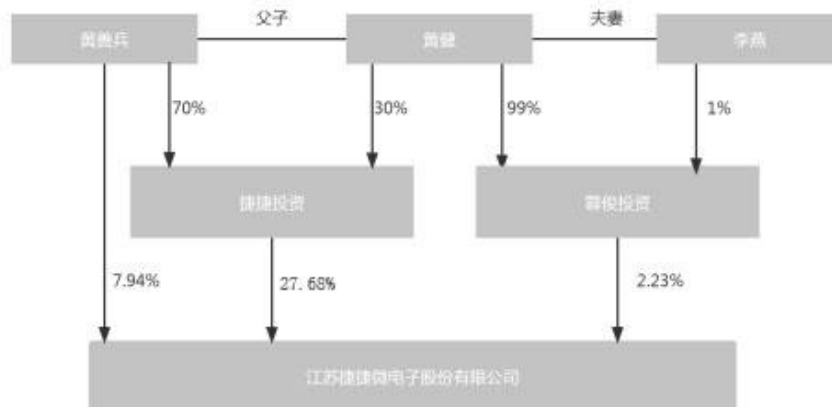 父子
夫妻
黄善兵
黄健
李燕
70%
30%
99%
1%
捷捷投资
蓉俊投资
7.94%
27.68%
2.23%
江苏捷捷微电子股份有限公司